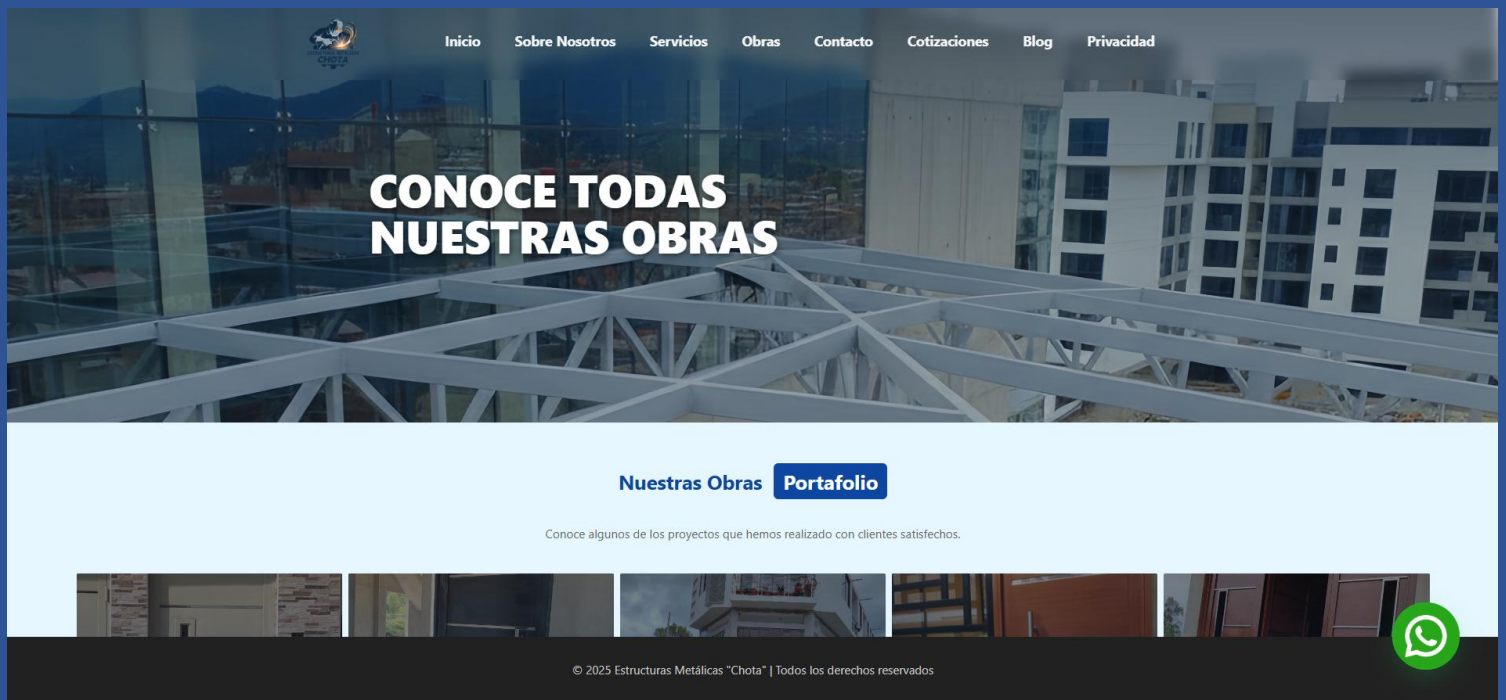 CHOTA
Inicio Sobre Nosotros Servicios Obras Contacto Cotizaciones Blog Privacidad
CONOCE TODAS
NUESTRAS OBRAS
Nuestras Obras Portafolio
Conoce algunos de los proyectos que hemos realizado con clientes satisfechos.
© 2025 Estructuras Metálicas "Chota" | Todos los derechos reservados